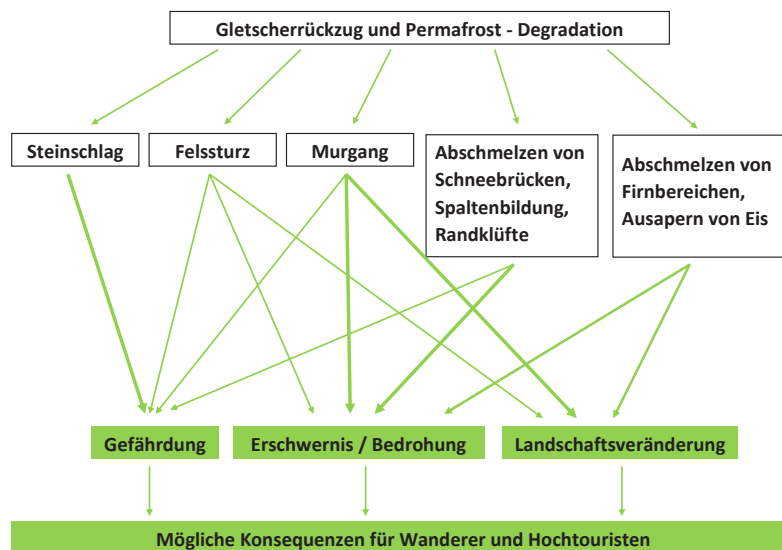 Gletscherrückzug und Permafrost - Degradation
Steinschlag
Felssturz
Murgang
Abschmelzen von
Schneebrücken,
Spaltenbildung,
Randklüfte
Abschmelzen von
Firnbereichen,
Ausapern von Eis
Gefährdung
Erschwernis / Bedrohung
Landschaftsveränderung
Mögliche Konsequenzen für Wanderer und Hochtouristen